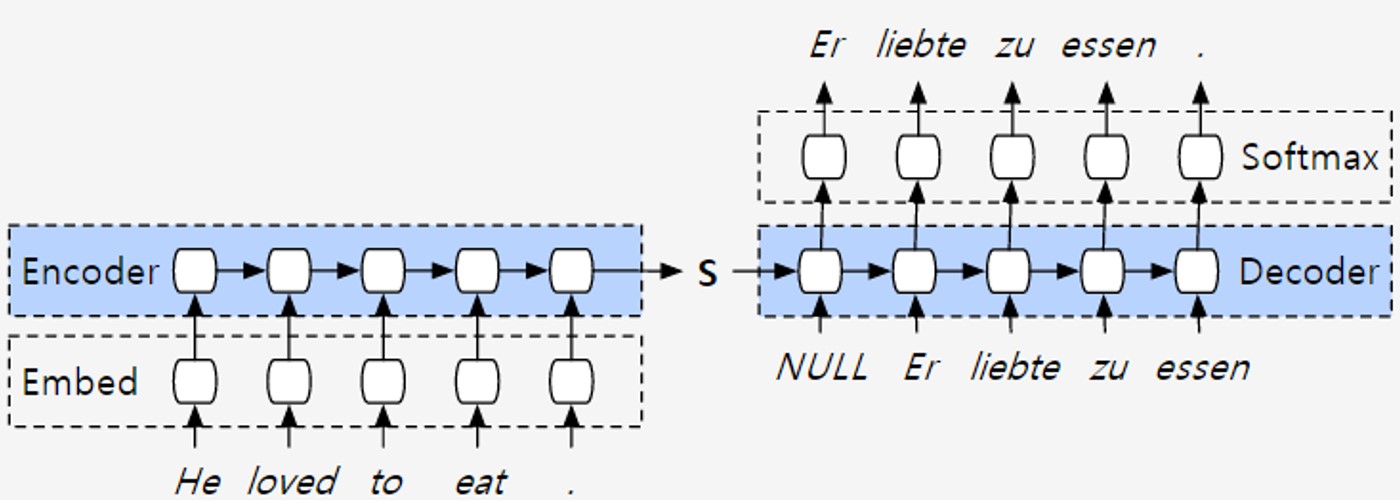 Er liebte zu essen .
Softmax
Encoder
S
Decoder
NULL Er liebte zu essen
Embed
He loved to eat .